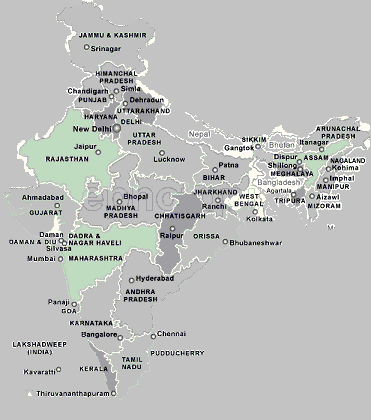 JAMMU & KASHMIR
Srinagar
HIMANCHAL
PRADESH
Chandigarh
Simla
PUNJAB
Dehradun
UTTARAKHAND
HARYANA
DELHI
New Delhi
UTTAR
PRADESH
Nepal
SIKKIM
Gangtok
Bhutan
ARUNACHAL
PRADESH
Itanagar
Jaipur
RAJASTHAN
Lucknow
Patna
BIHAR
Dispur
ASSAM
Shillong
MEGHALAYA
NAGALAND
Kohima
Imphal
MANIPUR
Bangladesh
Agartala
TRIPURA
Aizawl
MIZORAM
Ahmadabad
GUJARAT
Bhopal
MADIYA
PRADESH
JHARKHAND
Ranchi
WEST
BENGAL
Kolkata
CHHATISGARH
Raipur
ORISSA
Bhubaneshwar
M
Daman
DAMAN & DIU
Silvasa
DADRA &
NAGAR HAVELI
Mumbai
MAHARASHTRA
Hyderabad
ANDHRA
PRADESH
Panaji
GOA
KARNATAKA
Bangalore
Chennai
PUDDUCHERRY
LAKSHADWEEP
(INDIA)
Kavaratti
KERALA
TAMIL
NADU
Thiruvananthapuram